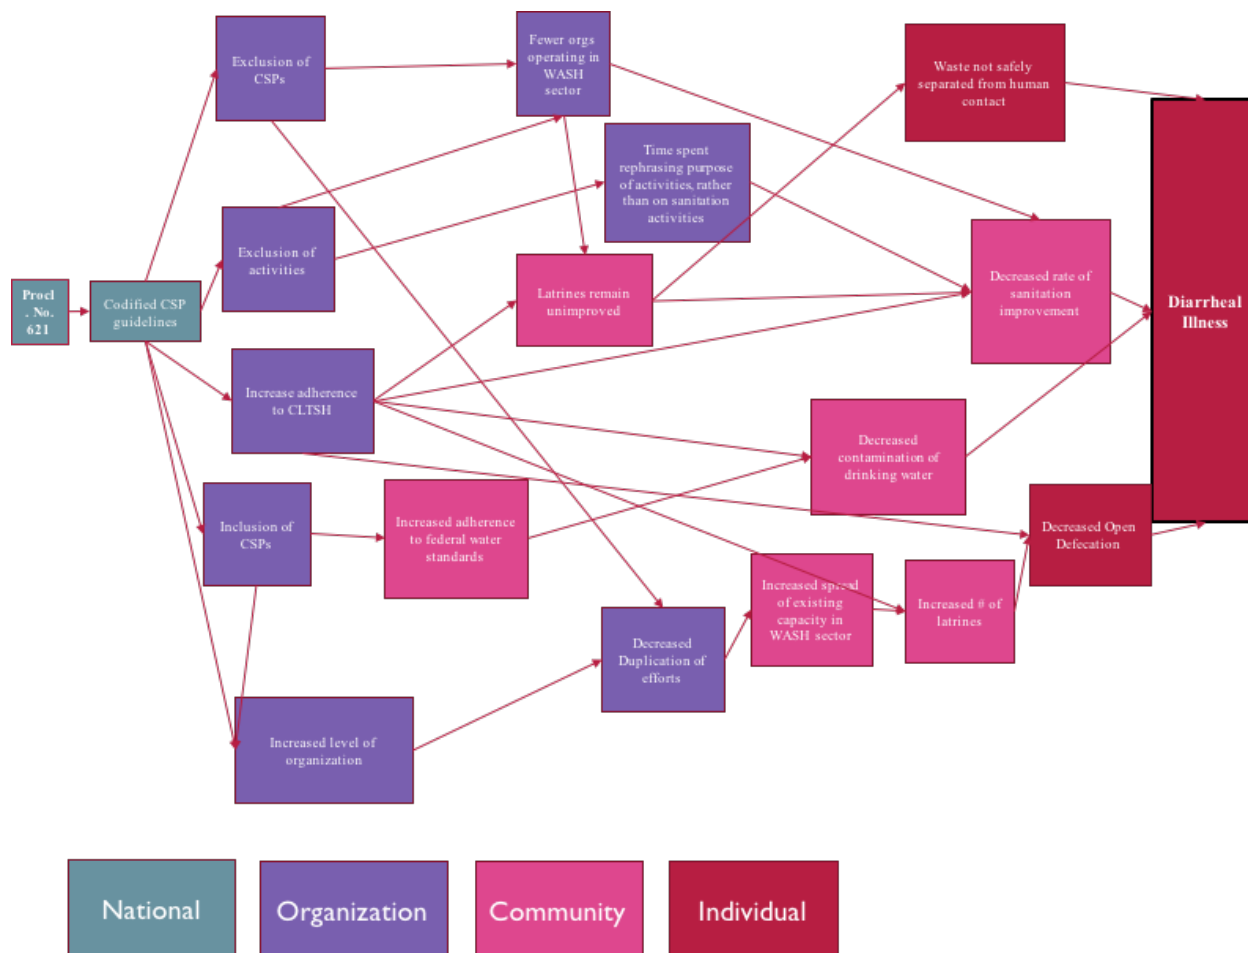 Exclusion of
CSPs
Fewer orgs
operating in
WASH
sector
Waste not safely
separated from human
contact
Time spent
rephrasing purpose
of activities, rather
than on sanitation
activities
Exclusion of
activities
Procl
. No.
621
Codified CSP
guidelines
Latrines remain
unimproved
Decreased rate of
sanitation
improvement
Diarrheal
Illness
Increase adherence
to CLTSH
Decreased
contamination of
drinking water
Inclusion of
CSPs
Increased adherence
to federal water
standards
Decreased Open
Defecation
Increased spread
of existing
capacity in
WASH sector
Increased # of
latrines
Decreased
Duplication of
efforts
Increased level of
organization
National
Organization
Community
Individual